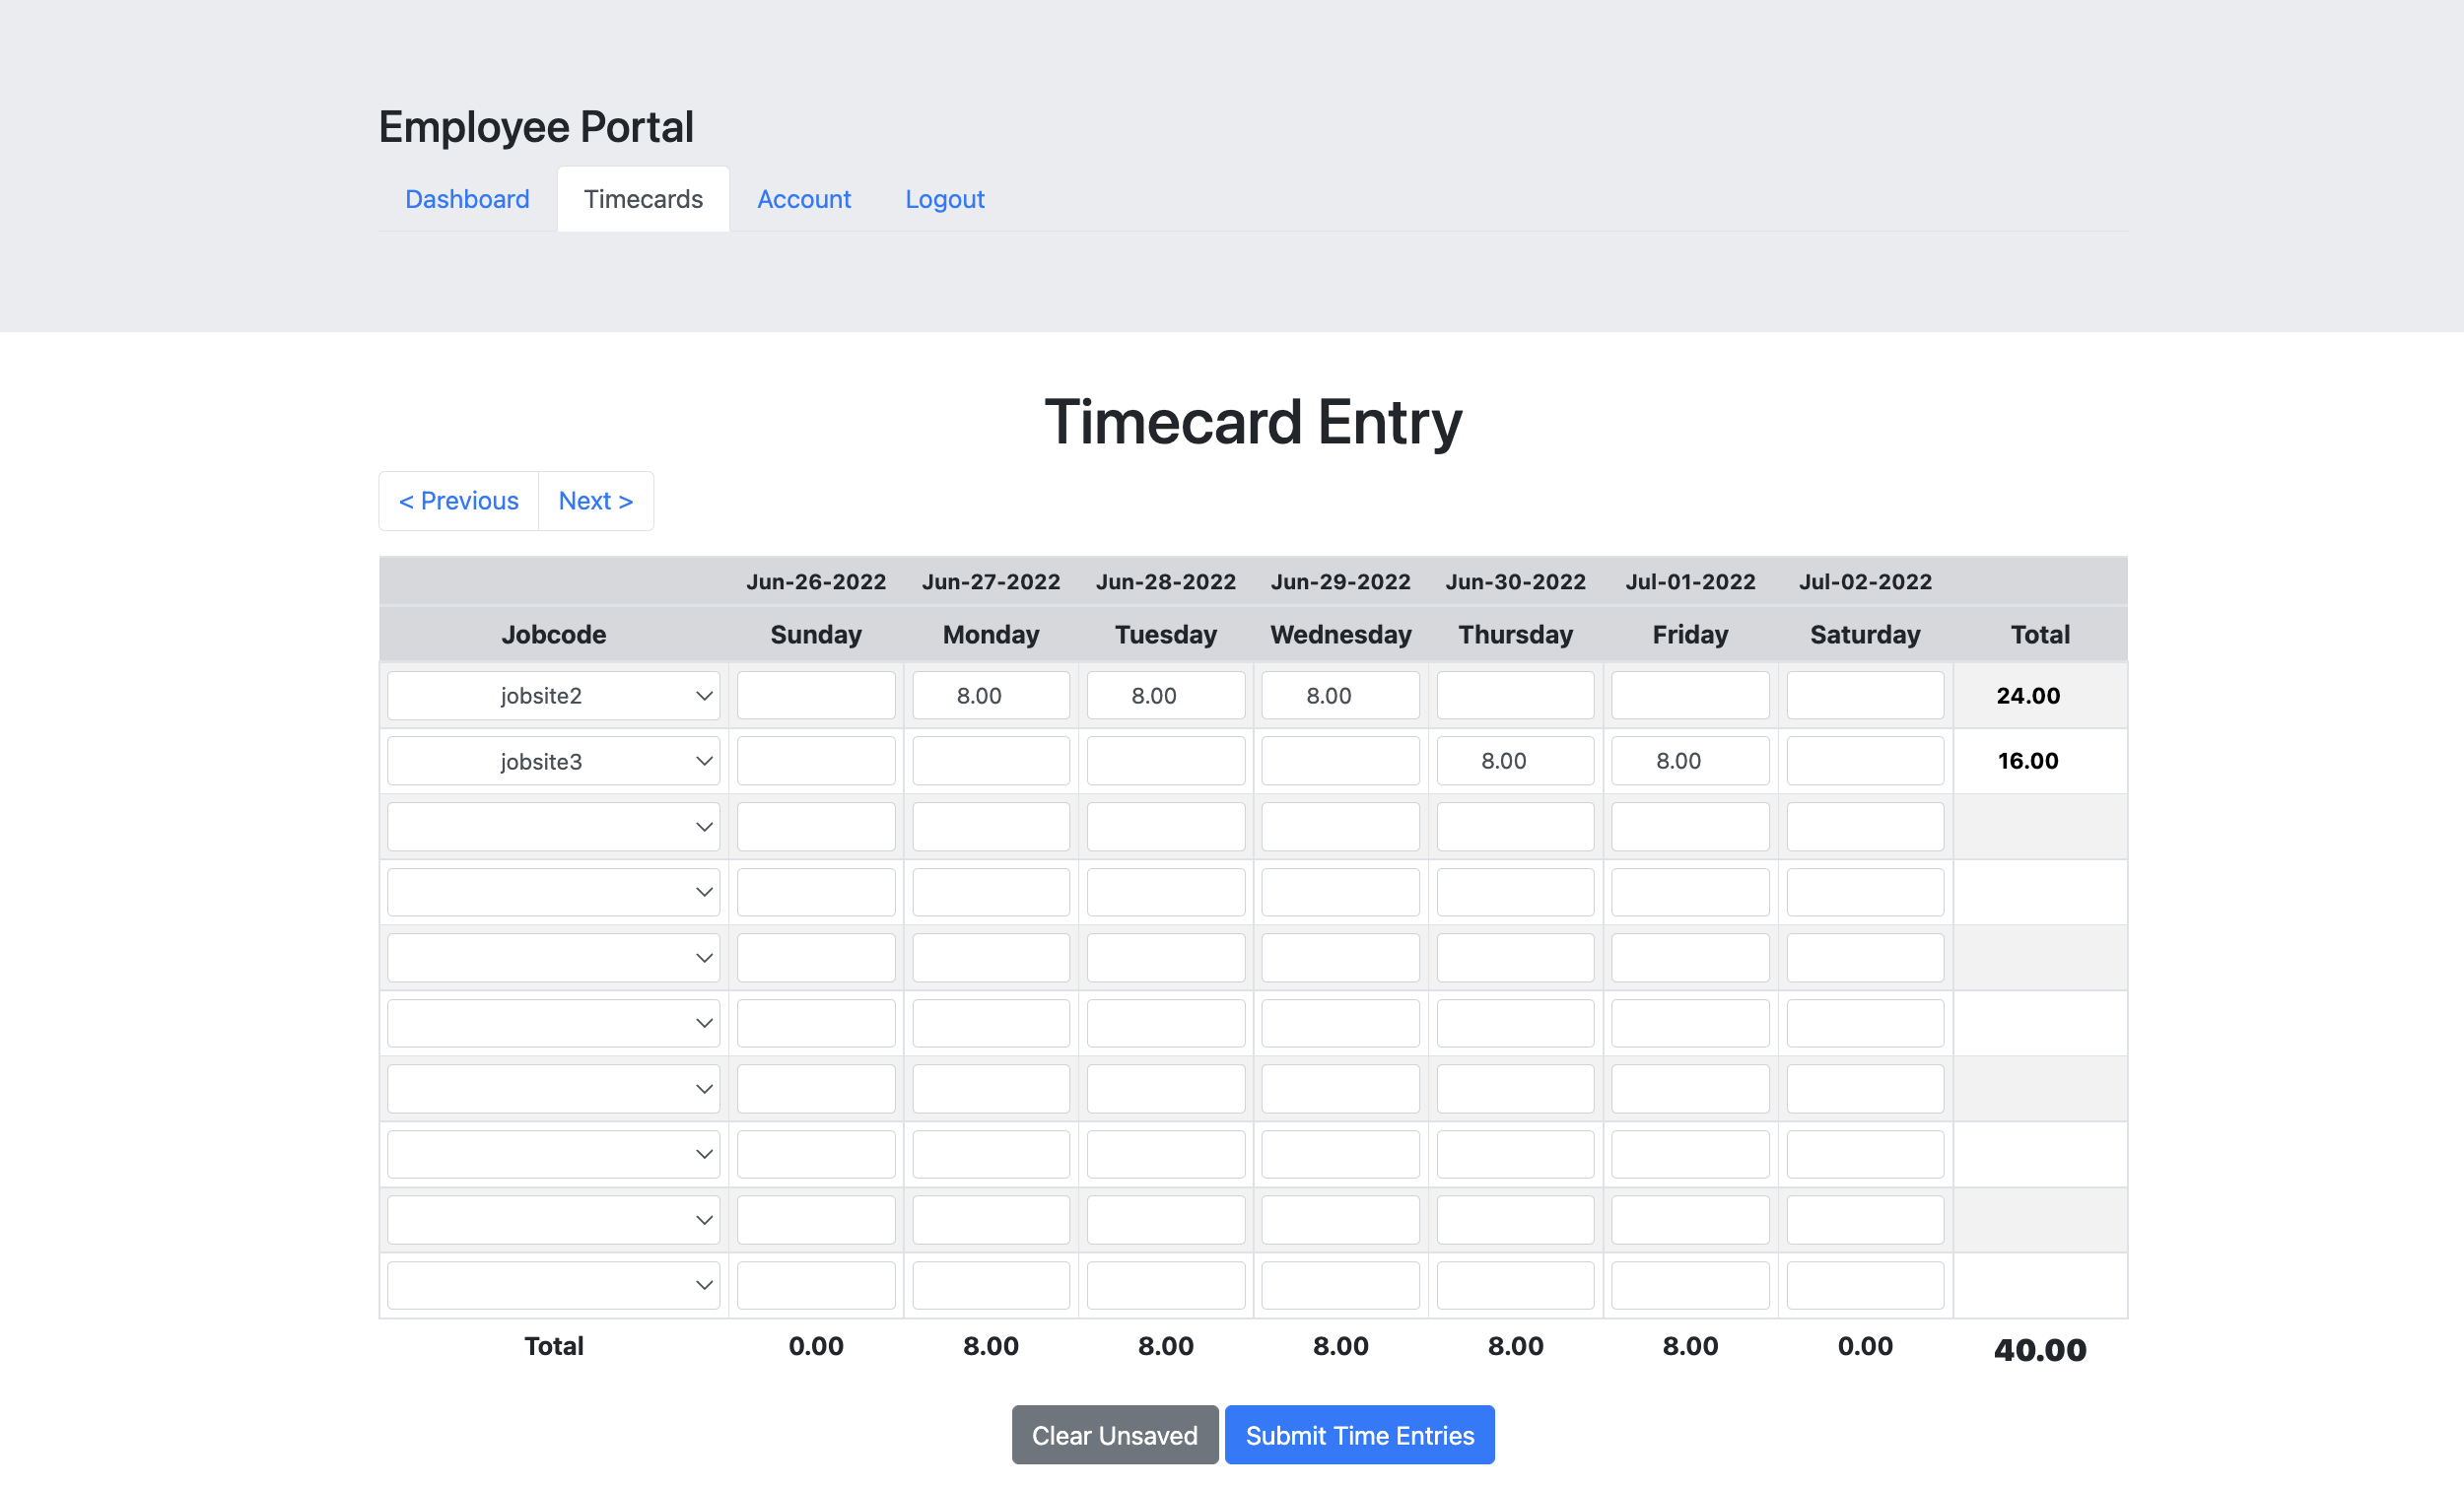 Employee Portal
Dashboard Timecards Account Logout
Timecard Entry
< Previous Next >
Jun-26-2022 Jun-27-2022 Jun-28-2022 Jun-29-2022 Jun-30-2022 Jul-01-2022 Jul-02-2022
Jobcode Sunday Monday Tuesday Wednesday Thursday Friday Saturday Total
jobsite2 8.00 8.00 8.00 24.00
jobsite3 8.00 8.00 16.00
Total 0.00 8.00 8.00 8.00 8.00 8.00 0.00 40.00
Clear Unsaved Submit Time Entries